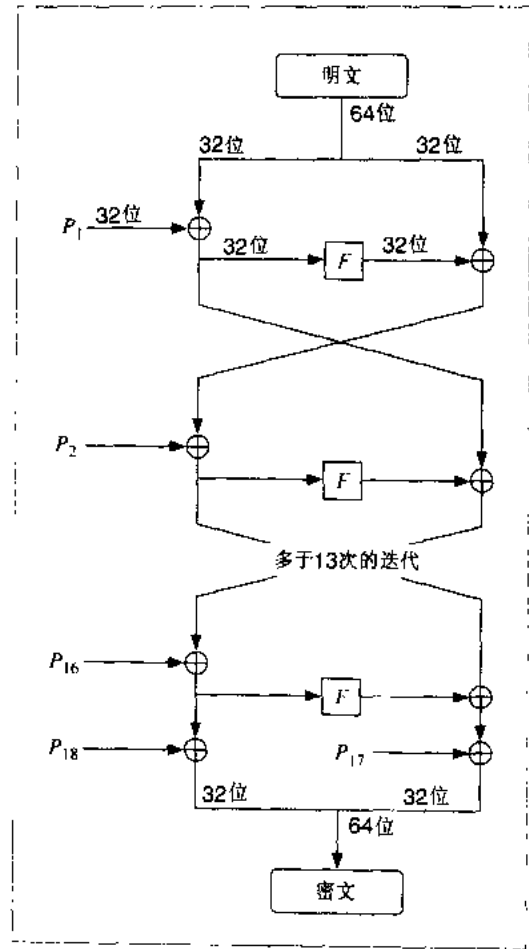 明文
64位
32位 32位
P₁ 32位
32位 F 32位
P₂
F
多于13次的迭代
P₁₆
F
P₁₈ P₁₇
32位 32位
64位
密文